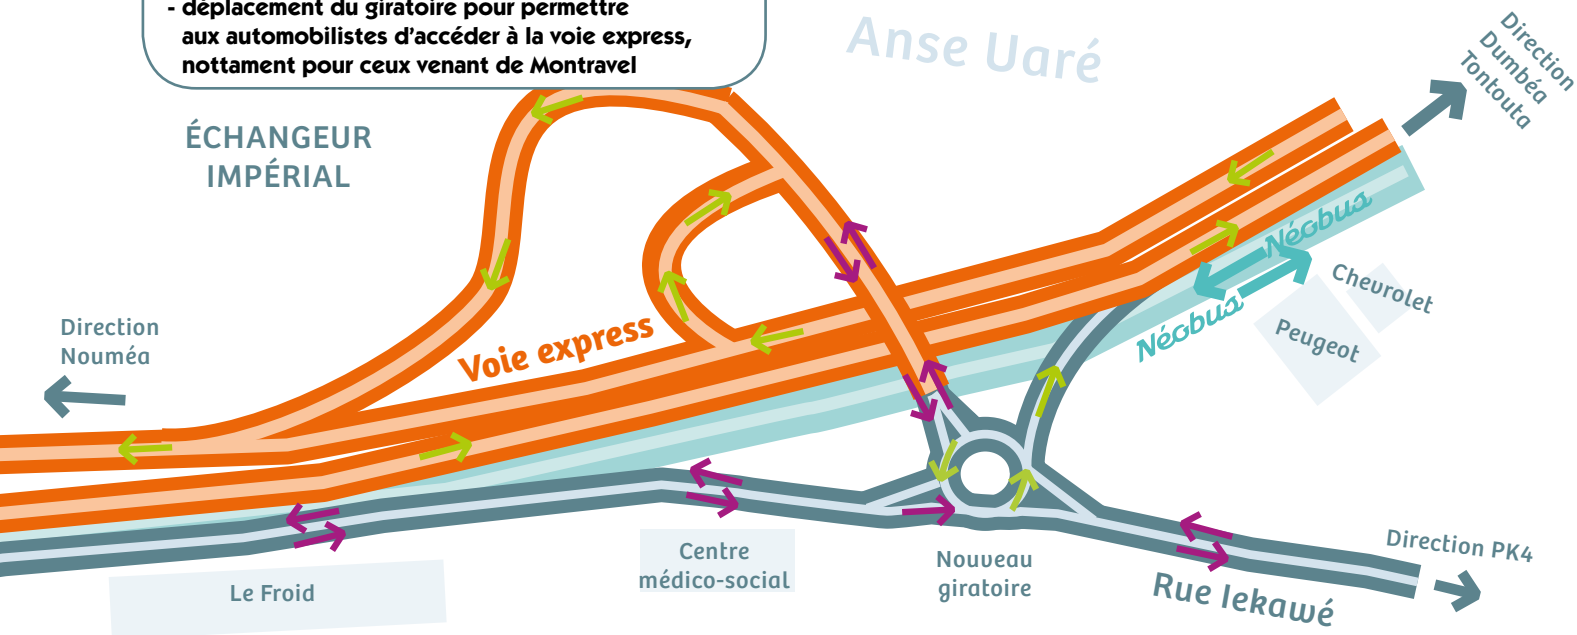 - déplacement du giratoire pour permettre
aux automobilistes d’accéder à la voie express,
nottament pour ceux venant de Montravel
Anse Uaré
Direction
Dumbéa
Tontouta
ÉCHANGEUR
IMPÉRIAL
Néobus
Néobus
Chevrolet
Peugeot
Direction
Nouméa
Voie express
Le Froid
Centre
médico-social
Nouveau
giratoire
Direction PK4
Rue Iekawé